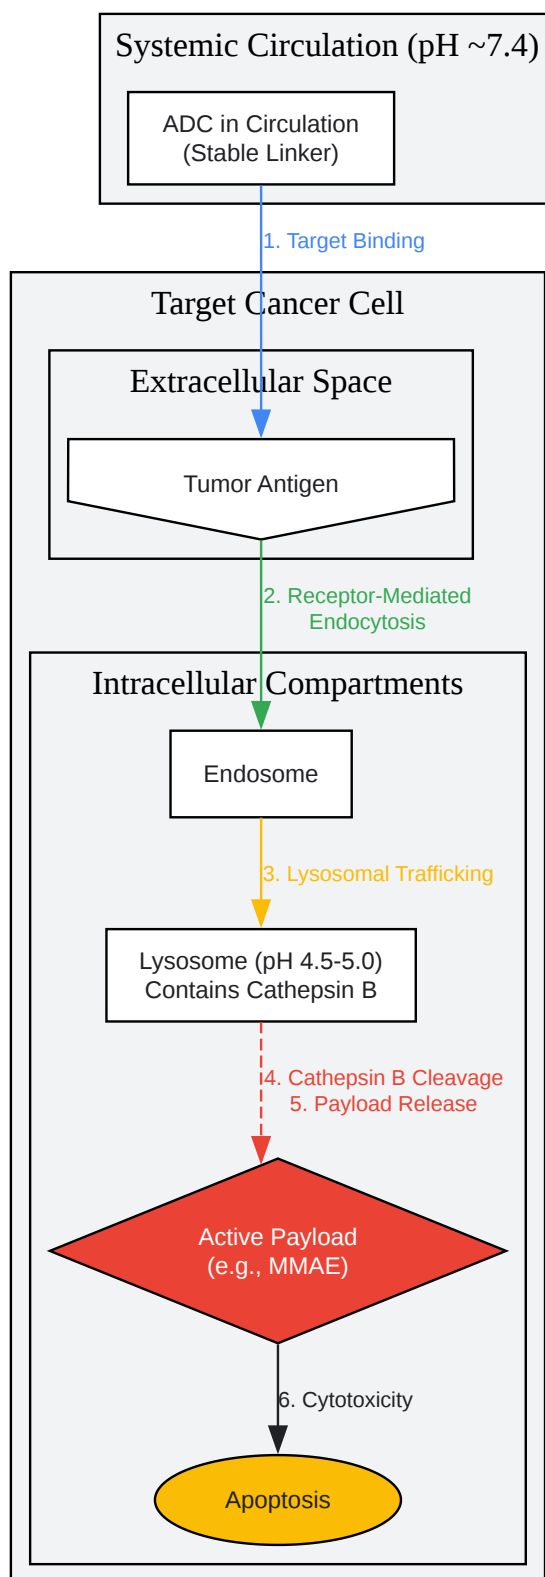 Systemic Circulation (pH ~7.4)
ADC in Circulation
(Stable Linker)
1. Target Binding
Target Cancer Cell
Extracellular Space
Tumor Antigen
2. Receptor-Mediated
Endocytosis
Intracellular Compartments
Endosome
3. Lysosomal Trafficking
Lysosome (pH 4.5-5.0)
Contains Cathepsin B
4. Cathepsin B Cleavage
5. Payload Release
Active Payload
(e.g., MMAE)
6. Cytotoxicity
Apoptosis